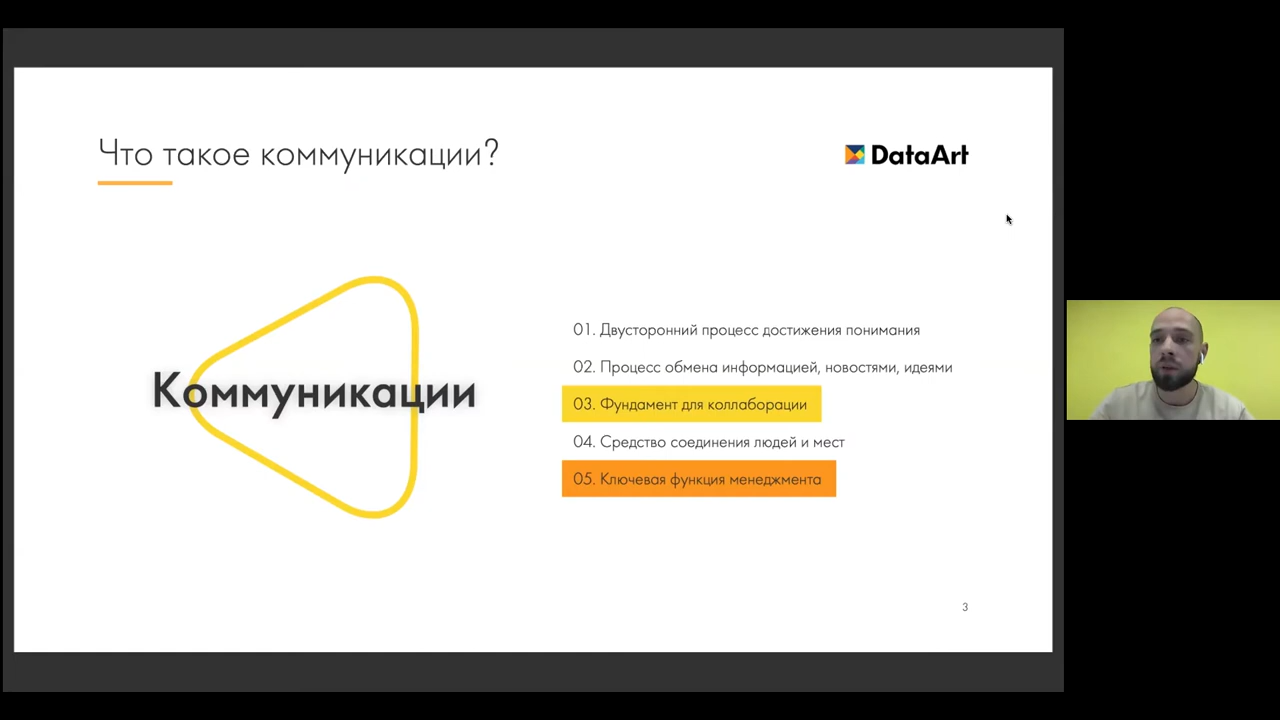 Что такое коммуникации?
DataArt
Коммуникации
01. Двусторонний процесс достижения понимания
02. Процесс обмена информацией, новостями, идеями
03. Фундамент для коллаборации
04. Средство соединения людей и мест
05. Ключевая функция менеджмента
3